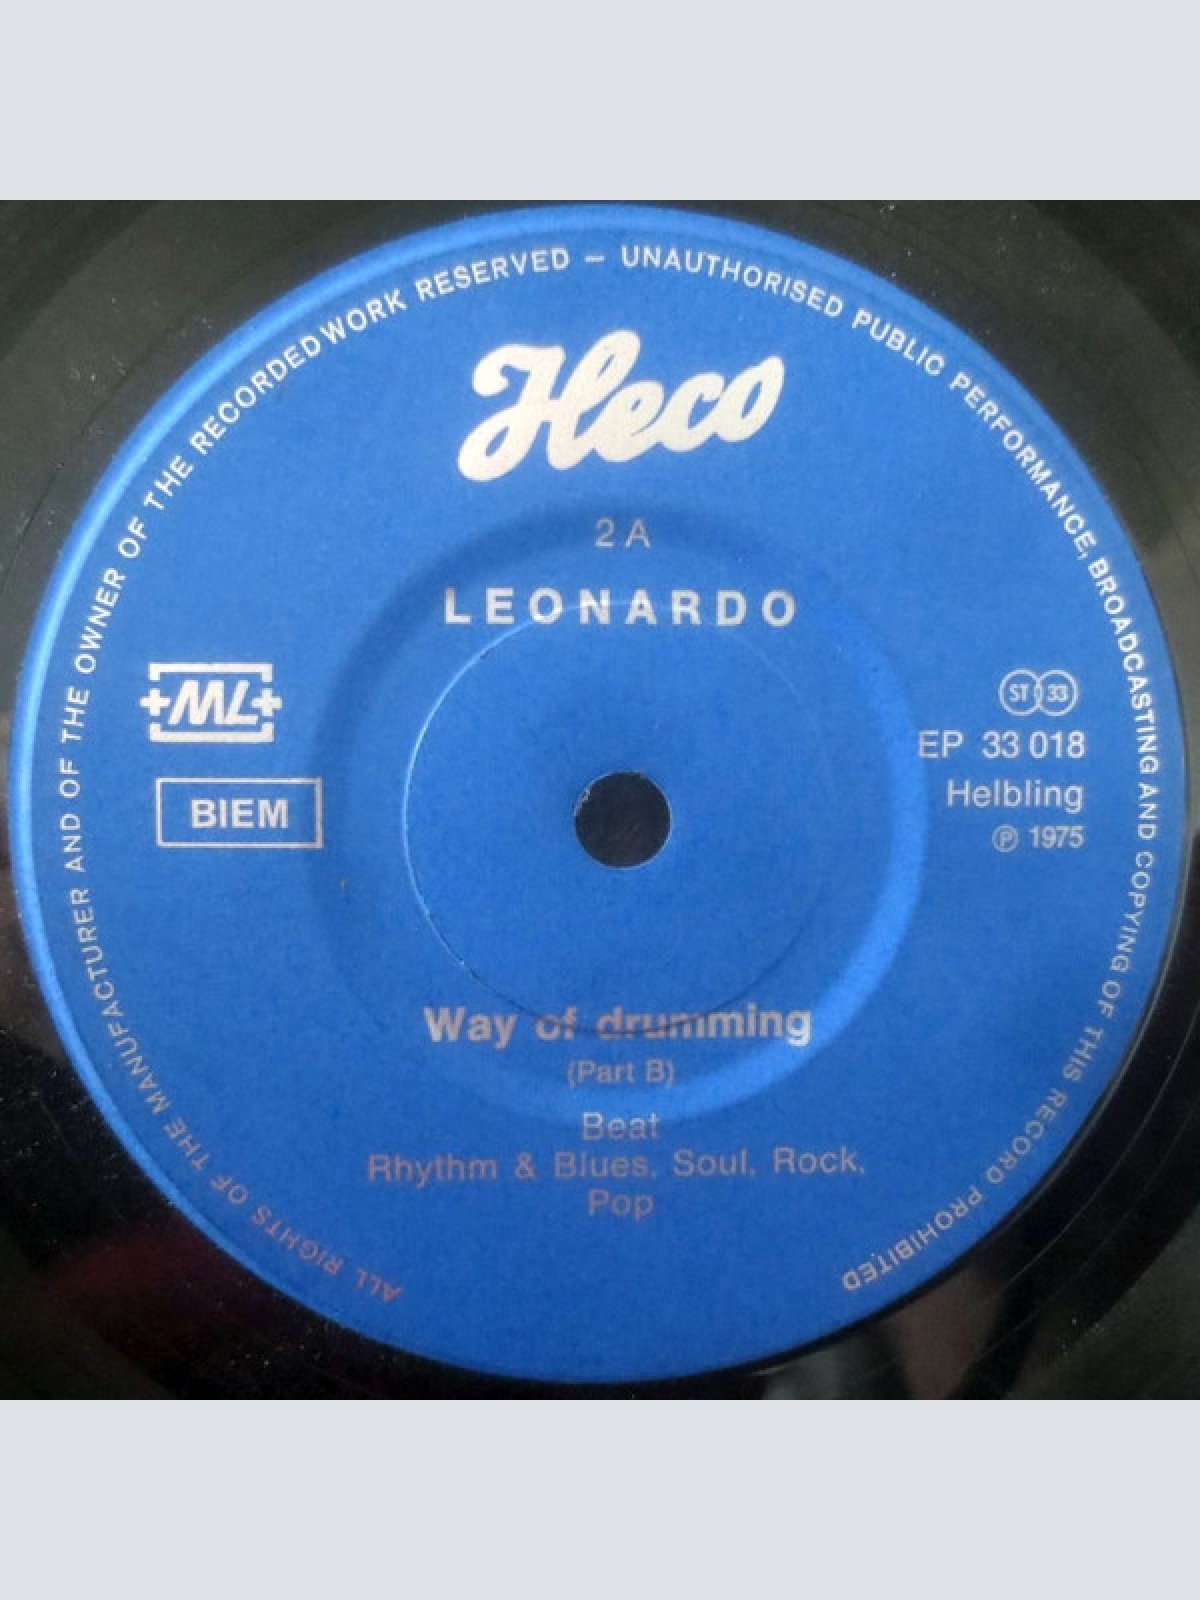 ALL RIGHTS OF THE MANUFACTURER AND OF THE OWNER OF THE RECORDED WORK RESERVED – UNAUTHORISED PUBLIC PERFORMANCE, BROADCASTING AND COPYING OF THIS RECORD PROHIBITED
Heco
2 A
LEONARDO
+ML+
BIEM
ST 33
EP 33 018
Helbling
℗ 1975
Way of drumming
(Part B)
Beat
Rhythm & Blues, Soul, Rock,
Pop